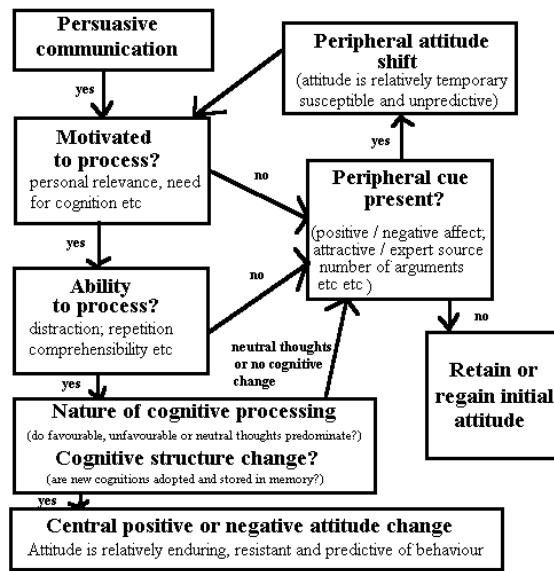 Persuasive
communication
yes
Motivated
to process?
personal relevance, need
for cognition etc
yes
Ability
to process?
distraction; repetition
comprehensibility etc
yes
Nature of cognitive processing
(do favourable, unfavourable or neutral thoughts predominate?)
Cognitive structure change?
(are new cognitions adopted and stored in memory?)
yes
Central positive or negative attitude change
Attitude is relatively enduring, resistant and predictive of behaviour
no
no
neutral thoughts
or no cognitive
change
Peripheral attitude
shift
(attitude is relatively temporary
susceptible and unpredictive)
yes
Peripheral cue
present?
(positive / negative affect;
attractive / expert source
number of arguments
etc etc )
no
Retain or
regain initial
attitude